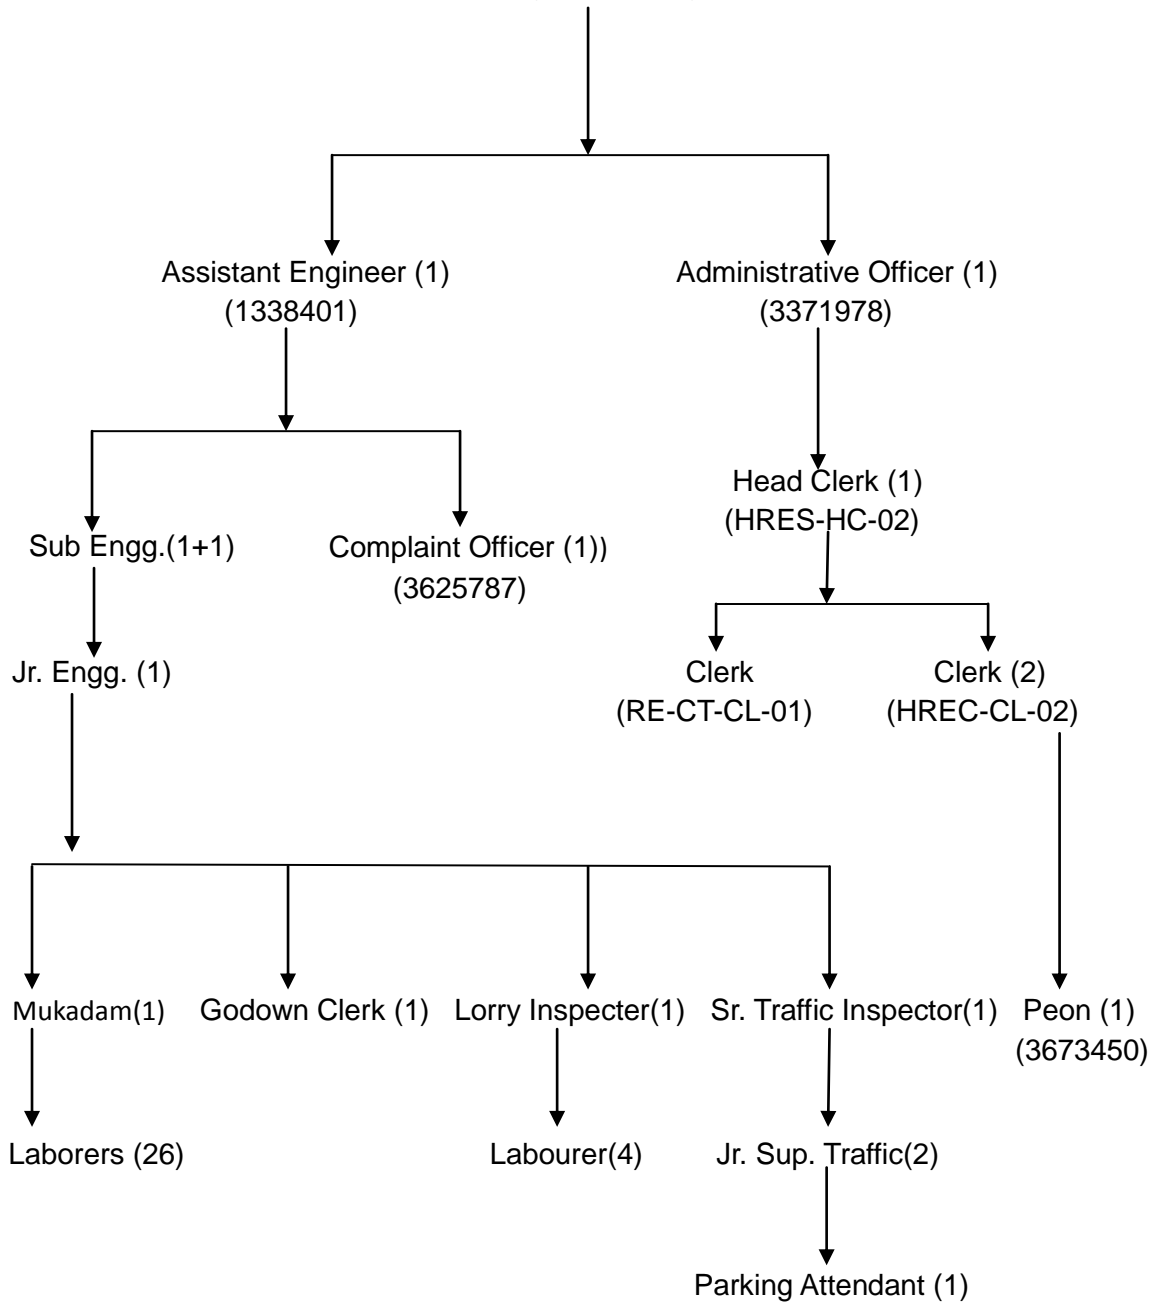 Assistant Engineer (1)
(1338401)
Administrative Officer (1)
(3371978)
Head Clerk (1)
(HRES-HC-02)
Sub Engg.(1+1)
Complaint Officer (1))
(3625787)
Jr. Engg. (1)
Clerk
(RE-CT-CL-01)
Clerk (2)
(HREC-CL-02)
Mukadam(1)
Godown Clerk (1)
Lorry Inspecter(1)
Sr. Traffic Inspector(1)
Peon (1)
(3673450)
Laborers (26)
Labourer(4)
Jr. Sup. Traffic(2)
Parking Attendant (1)